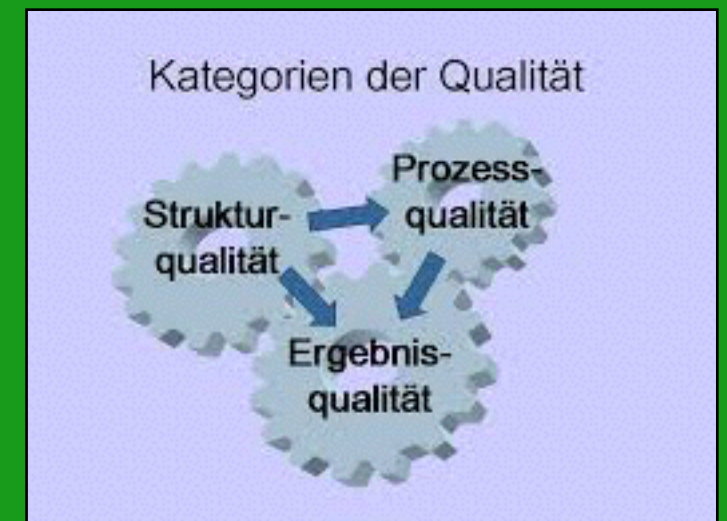 Kategorien der Qualität
Struktur-
qualität
Prozess-
qualität
Ergebnis-
qualität